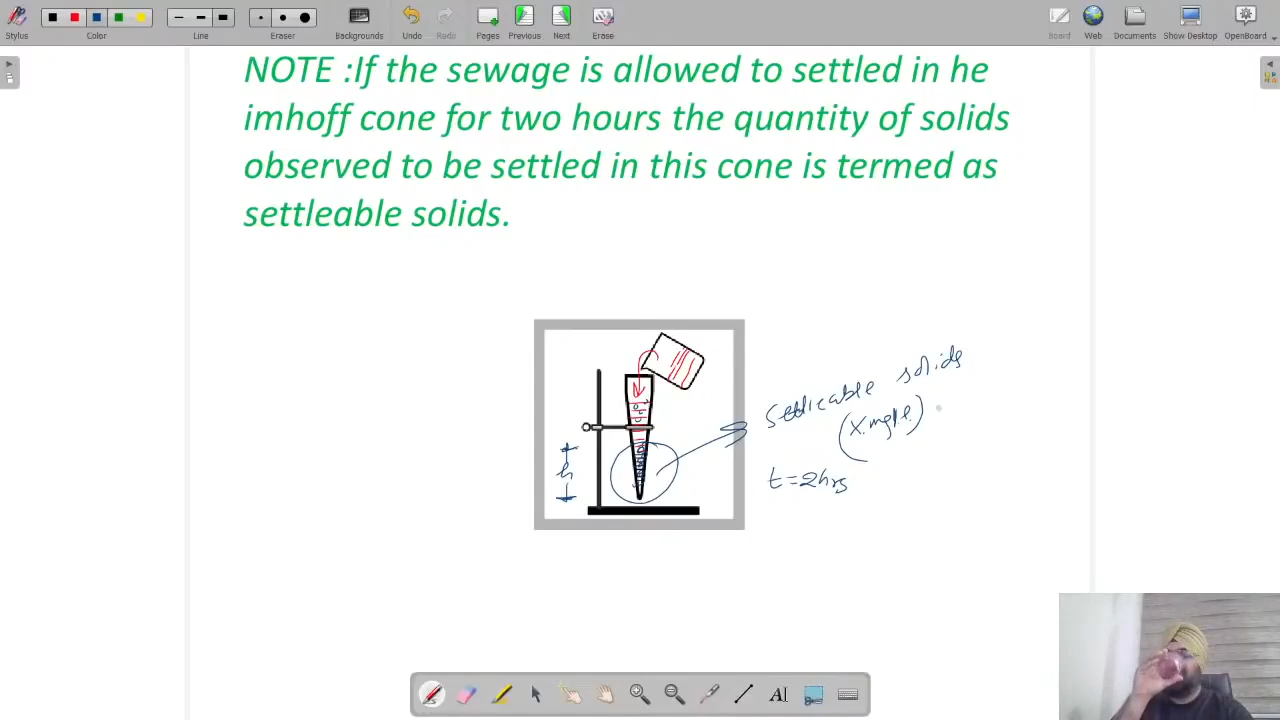 Stylus
Color
Line
Eraser
Backgrounds
Undo
Redo
Pages
Previous
Next
Erase
Board
Web
Documents
Show Desktop
OpenBoard
NOTE :If the sewage is allowed to settled in he
imhoff cone for two hours the quantity of solids
observed to be settled in this cone is termed as
settleable solids.
Settleable solids
(X mg/l)
h
t=2hrs
AI